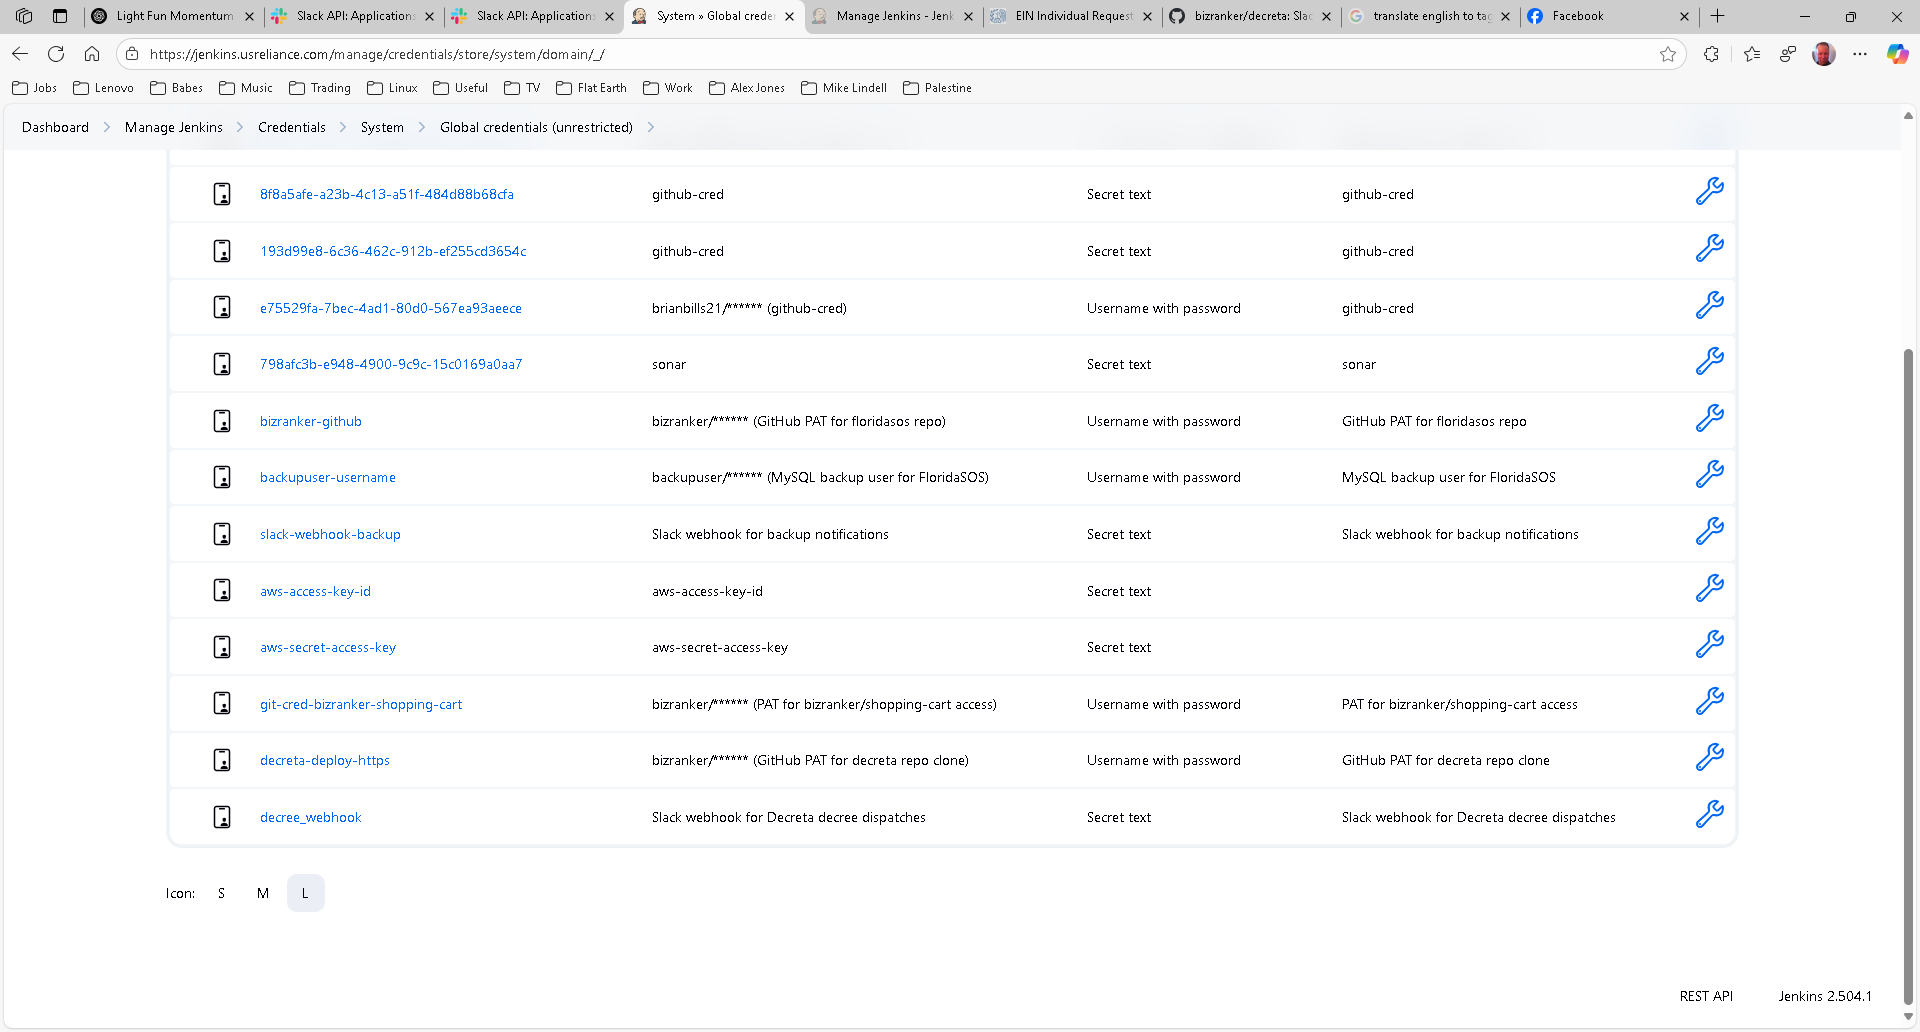 Light Fun Momentum
Slack API: Applications
Slack API: Applications
System » Global creder
Manage Jenkins - Jenk
EIN Individual Request
bizranker/decreta: Slac
translate english to tag
Facebook
https://jenkins.usreliance.com/manage/credentials/store/system/domain/_/
Jobs Lenovo Babes Music Trading Linux Useful TV Flat Earth Work Alex Jones Mike Lindell Palestine
Dashboard Manage Jenkins Credentials System Global credentials (unrestricted)
8f8a5afe-a23b-4c13-a51f-484d88b68cfa github-cred Secret text github-cred
193d99e8-6c36-462c-912b-ef255cd3654c github-cred Secret text github-cred
e75529fa-7bec-4ad1-80d0-567ea93aeece brianbills21/****** (github-cred) Username with password github-cred
798afc3b-e948-4900-9c9c-15c0169a0aa7 sonar Secret text sonar
bizranker-github bizranker/****** (GitHub PAT for floridasos repo) Username with password GitHub PAT for floridasos repo
backupuser-username backupuser/****** (MySQL backup user for FloridaSOS) Username with password MySQL backup user for FloridaSOS
slack-webhook-backup Slack webhook for backup notifications Secret text Slack webhook for backup notifications
aws-access-key-id aws-access-key-id Secret text
aws-secret-access-key aws-secret-access-key Secret text
git-cred-bizranker-shopping-cart bizranker/****** (PAT for bizranker/shopping-cart access) Username with password PAT for bizranker/shopping-cart access
decreta-deploy-https bizranker/****** (GitHub PAT for decreta repo clone) Username with password GitHub PAT for decreta repo clone
decree_webhook Slack webhook for Decreta decree dispatches Secret text Slack webhook for Decreta decree dispatches
Icon: S M L
REST API Jenkins 2.504.1